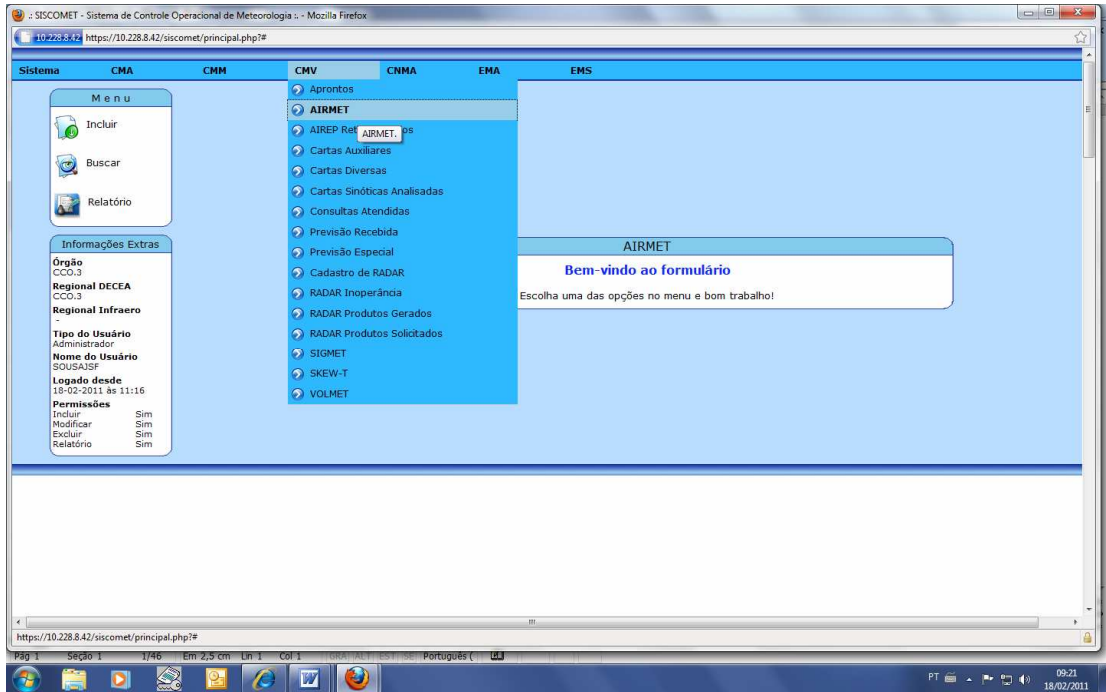 .: SISCOMET - Sistema de Controle Operacional de Meteorologia :. - Mozilla Firefox
10.228.8.42 https://10.228.8.42/siscomet/principal.php?#
Sistema CMA CMM CMV CNMA EMA EMS
Menu
Incluir
Buscar
Relatório
Informações Extras
Órgão
CCO.3
Regional DECEA
CCO.3
Regional Infraero
-
Tipo do Usuário
Administrador
Nome do Usuário
SOUSAJSF
Logado desde
18-02-2011 às 11:16
Permissões
Incluir Sim
Modificar Sim
Excluir Sim
Relatório Sim
Aprontos
AIRMET
AIREP Ret os
AIRMET.
Cartas Auxiliares
Cartas Diversas
Cartas Sinóticas Analisadas
Consultas Atendidas
Previsão Recebida
Previsão Especial
Cadastro de RADAR
RADAR Inoperância
RADAR Produtos Gerados
RADAR Produtos Solicitados
SIGMET
SKEW-T
VOLMET
AIRMET
Bem-vindo ao formulário
Escolha uma das opções no menu e bom trabalho!
https://10.228.8.42/siscomet/principal.php?#
Pág 1 Seção 1 1/46 Em 2,5 cm Lin 1 Col 1 GRA ALT EST SE Português (
PT 09:21
18/02/2011